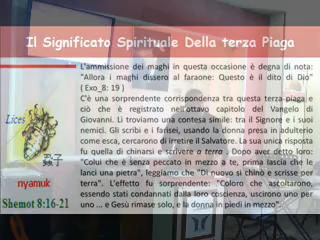 Il Significato Spirituale Della terza Piaga
L'ammissione dei maghi in questa occasione è degna di nota:
"Allora i maghi dissero al faraone: Questo è il dito di Dio"
( Exo_8: 19 )
C'è una sorprendente corrispondenza tra questa terza piaga e
ciò che è registrato nell'ottavo capitolo del Vangelo di
Giovanni. Lì troviamo una contesa simile: tra il Signore e i suoi
nemici. Gli scribi e i farisei, usando la donna presa in adulterio
come esca, cercarono di irretire il Salvatore. La sua unica risposta
fu quella di chinarsi e scrivere a terra . Dopo aver detto loro:
"Colui che è senza peccato in mezzo a te, prima lascia che le
lanci una pietra", leggiamo che "Di nuovo si chinò e scrisse per
terra". L'effetto fu sorprendente: "Coloro che ascoltarono,
essendo stati condannati dalla loro coscienza, uscirono uno per
uno ... e Gesù rimase solo, e la donna in piedi in mezzo".
Lices
蝨子
nyamuk
Shemot 8:16-21